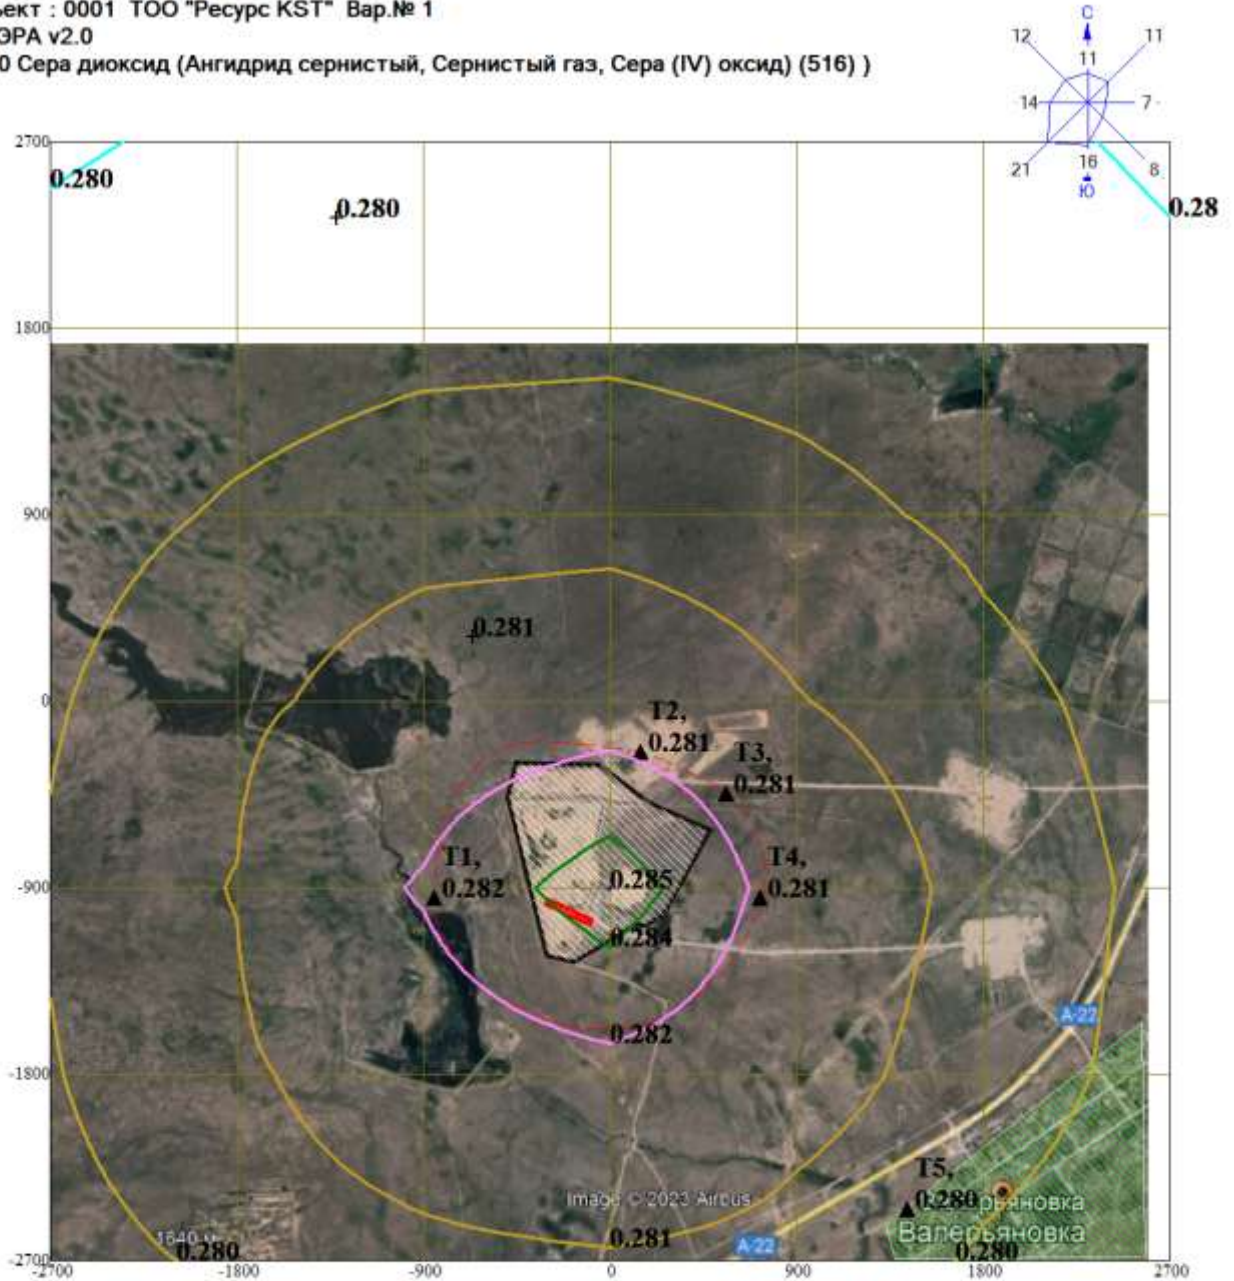 ъект : 0001 ТОО "Ресурс KST" Вар.№ 1
ЭРА v2.0
0 Сера диоксид (Ангидрид сернистый, Сернистый газ, Сера (IV) оксид) (516) )
С
12 11 11
14 7
21 16 8
Ю
2700
0.280
0.280
0.28
1800
900
0.281
0
T2,
0.281
T3,
0.281
T1,
0.282
T4,
0.281
-900
0.285
0.284
A-22
0.282
-1800
T5,
0.280
Image © 2023 Airbus
Валерьяновка
0.281
1640 м
0.280
A-22
0.280
-2700
-2700 -1800 -900 0 900 1800 2700